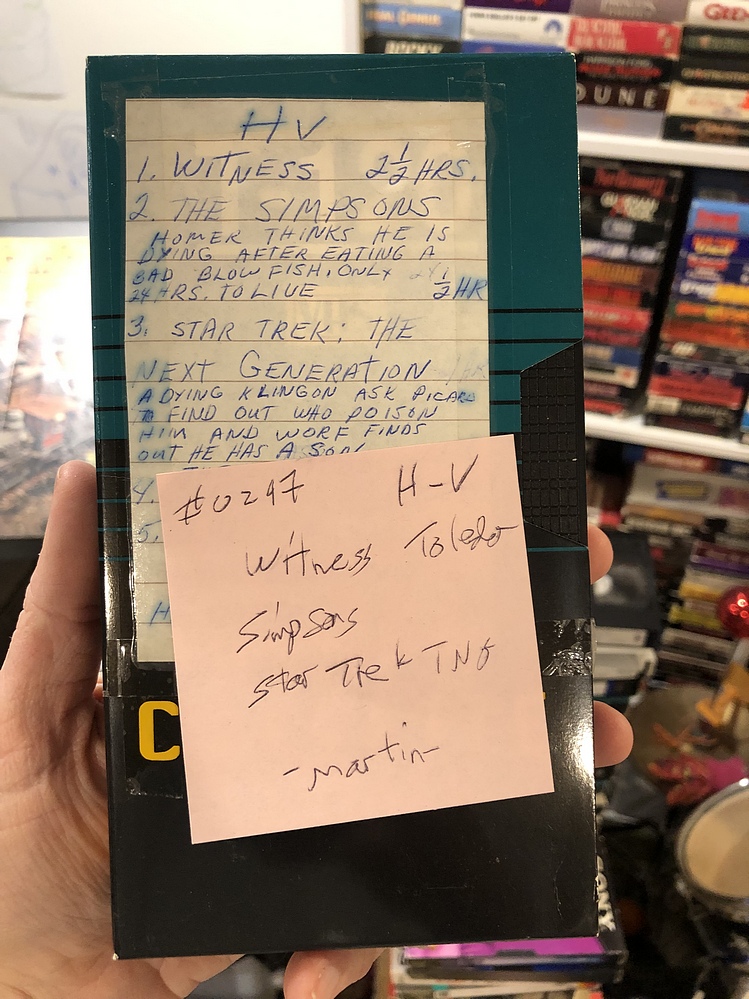 HV
1. WITNESS 2 1/2 HRS.
2. THE SIMPSONS
HOMER THINKS HE IS
DYING AFTER EATING A
BAD BLOWFISH, ONLY
24 HRS. TO LIVE 1/2 HR
3. STAR TREK: THE
NEXT GENERATION
A DYING KLINGON ASK PICARD
TO FIND OUT WHO POISON
HIM AND WORF FINDS
OUT HE HAS A SON
4.
5.
H
#0247 H-V
Witness Toledo
Simpsons
Star Trek TNG
-Martin-
C
DUNE